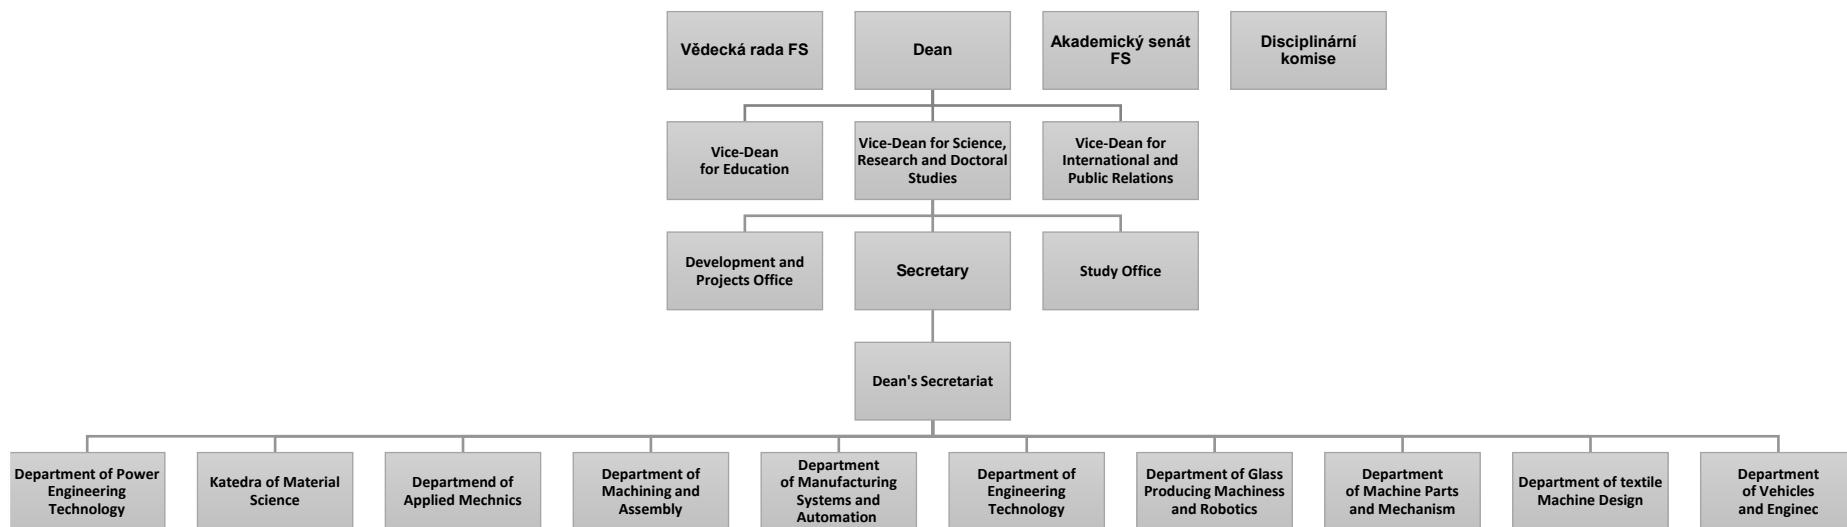 Vědecká rada FS
Dean
Akademický senát
FS
Disciplinární
komise
Vice-Dean
for Education
Vice-Dean for Science,
Research and Doctoral
Studies
Vice-Dean for
International and
Public Relations
Development and
Projects Office
Secretary
Study Office
Dean's Secretariat
Department of Power
Engineering
Technology
Katedra of Material
Science
Departmend of
Applied Mechnics
Department of
Machining and
Assembly
Department
of Manufacturing
Systems and
Automation
Department of
Engineering
Technology
Department of Glass
Producing Machiness
and Robotics
Department
of Machine Parts
and Mechanism
Department of textile
Machine Design
Department
of Vehicles
and Enginec